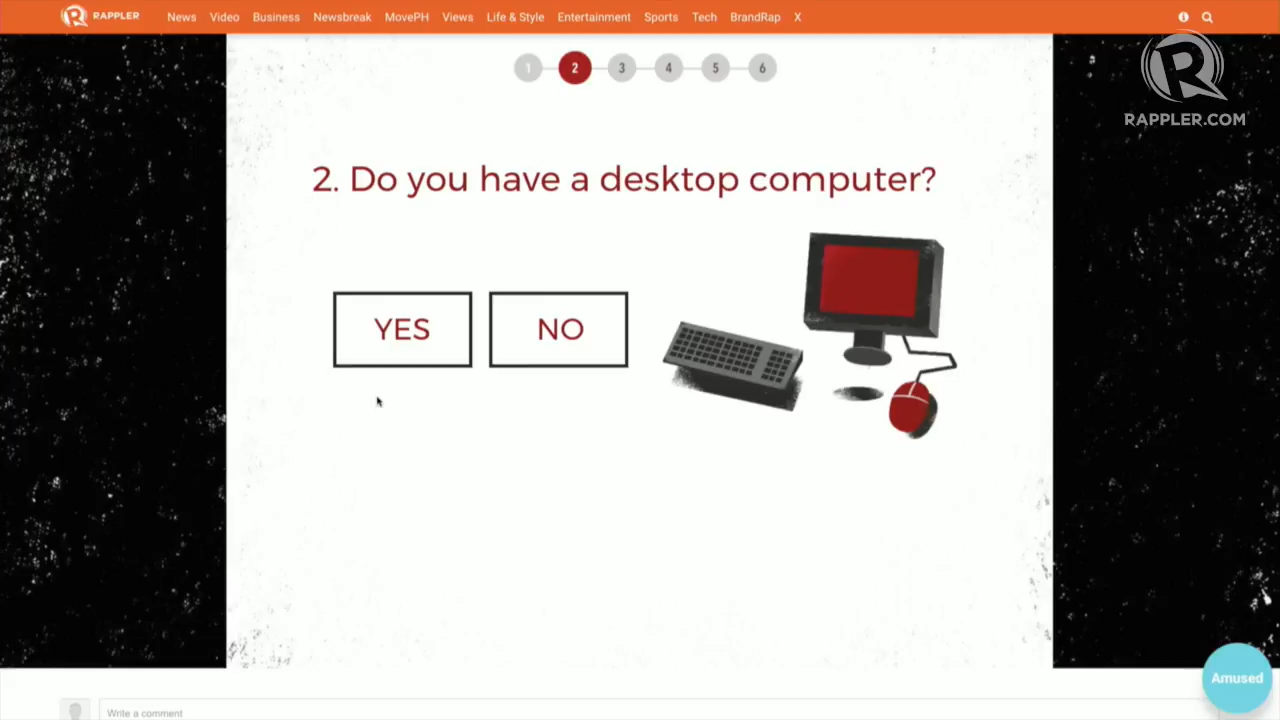 RAPPLER News Video Business Newsbreak MovePH Views Life & Style Entertainment Sports Tech BrandRap X
1 2 3 4 5 6
RAPPLER.COM
2. Do you have a desktop computer?
YES NO
Amused
Write a comment